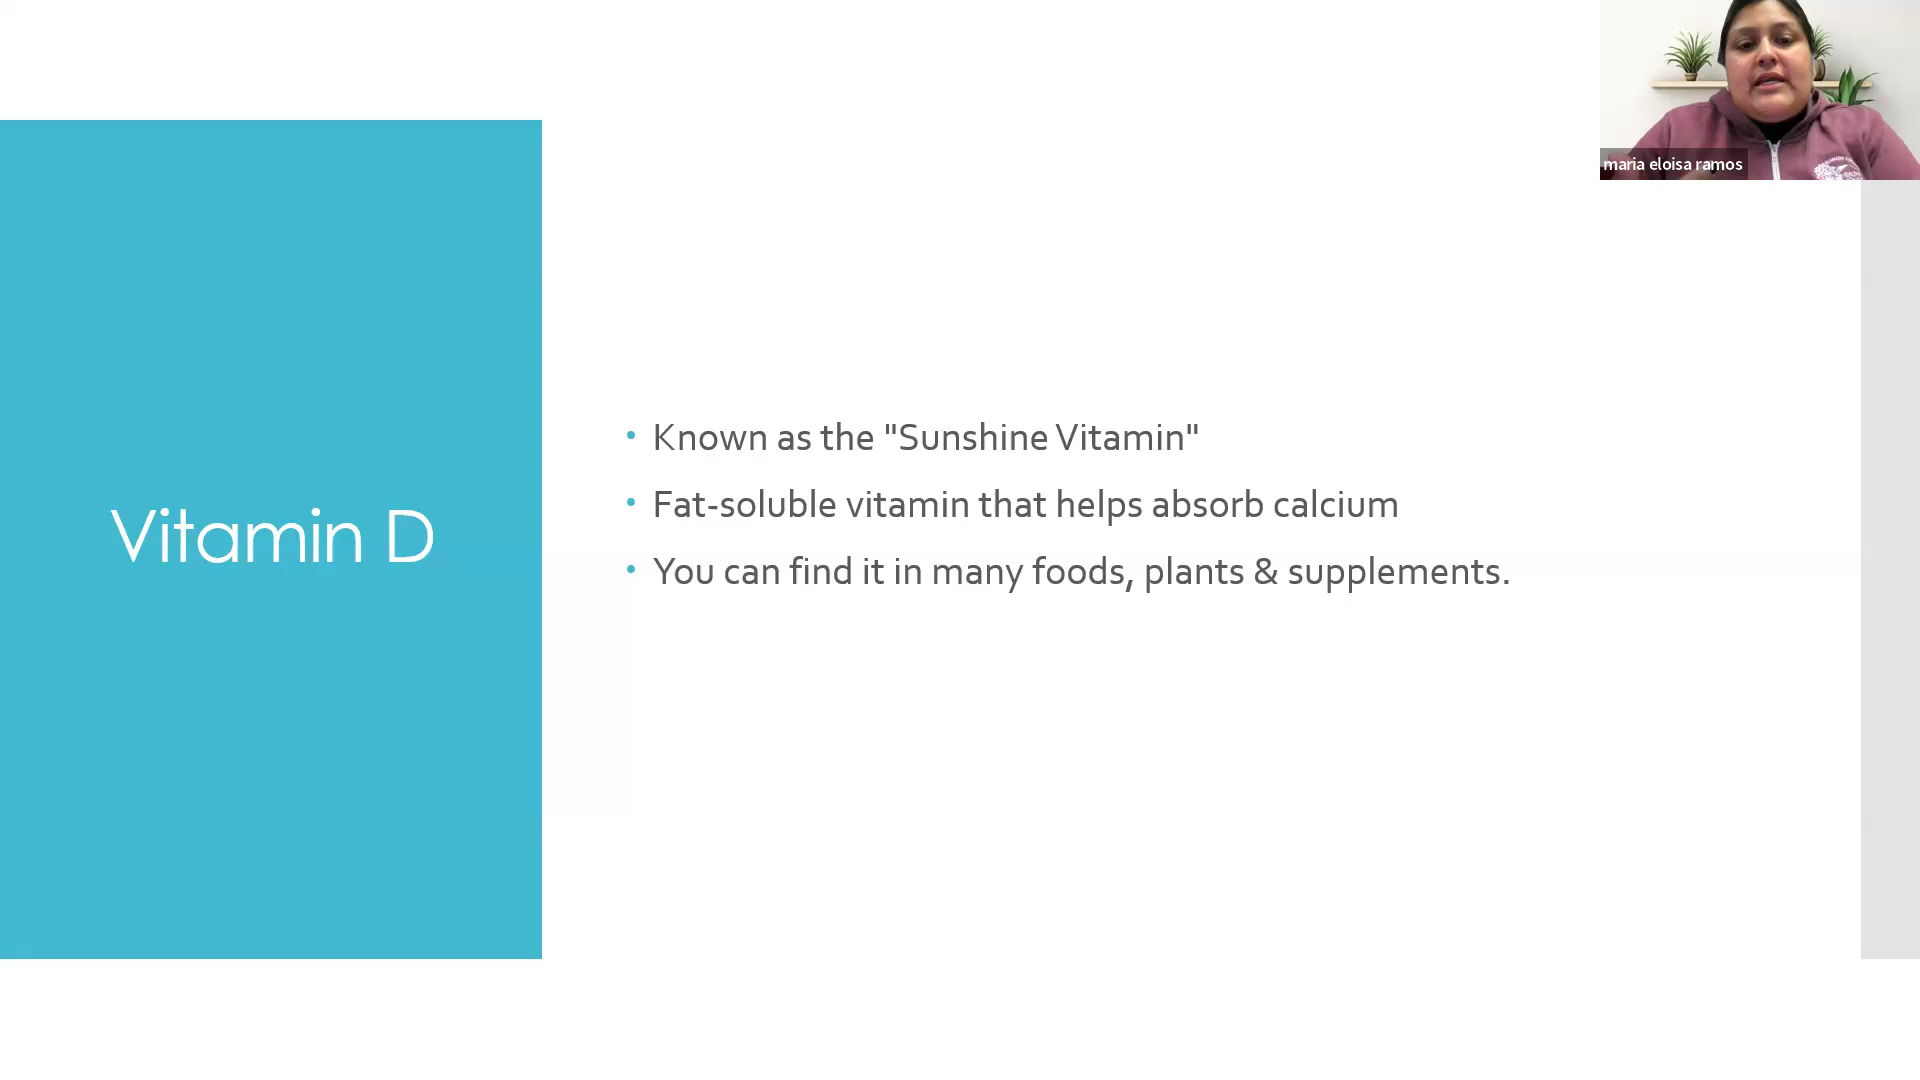 maria eloisa ramos
Vitamin D
• Known as the "Sunshine Vitamin"
• Fat-soluble vitamin that helps absorb calcium
• You can find it in many foods, plants & supplements.